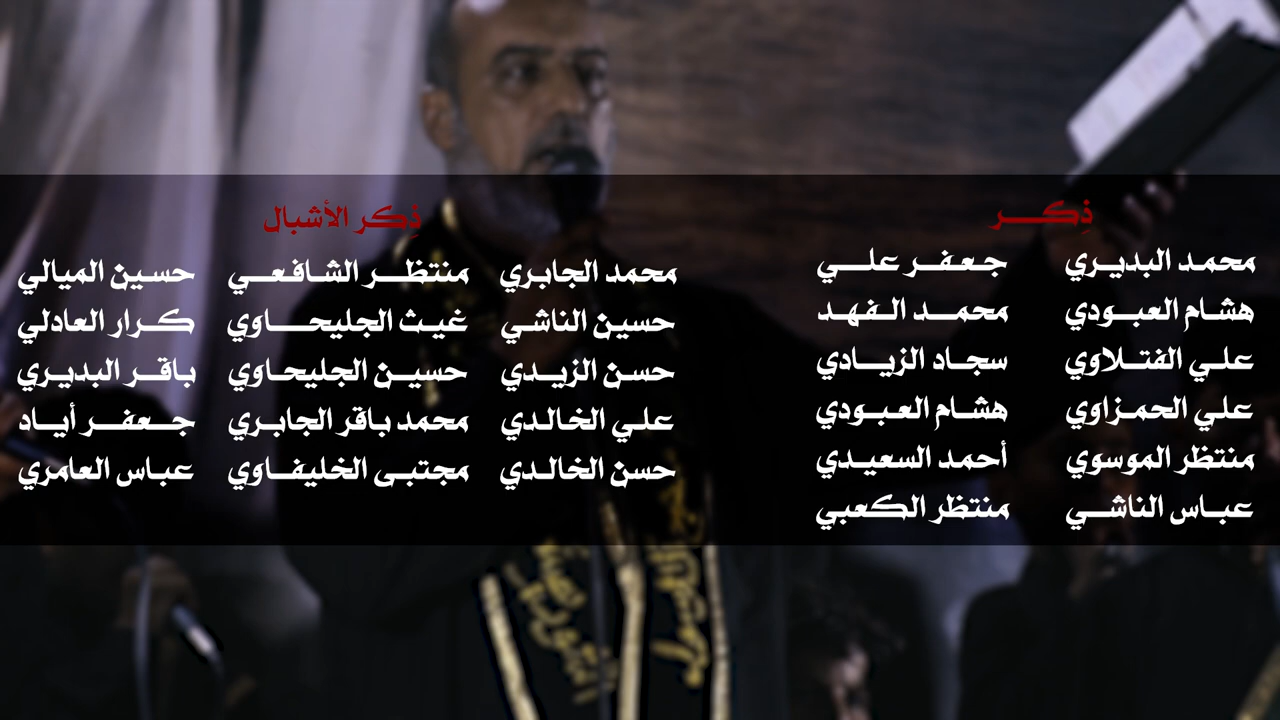 ذِكر
محمد البديري جعفر علي
هشام العبودي محمد الفهد
علي الفتلاوي سجاد الزيادي
علي الحمزاوي هشام العبودي
منتظر الموسوي أحمد السعيدي
عباس الناشي منتظر الكعبي
ذِكر الأشبال
محمد الجابري منتظر الشافعي حسين الميالي
حسين الناشي غيث الجليحاوي كرار العادلي
حسن الزيدي حسين الجليحاوي باقر البديري
علي الخالدي محمد باقر الجابري جعفر أياد
حسن الخالدي مجتبى الخليفاوي عباس العامري